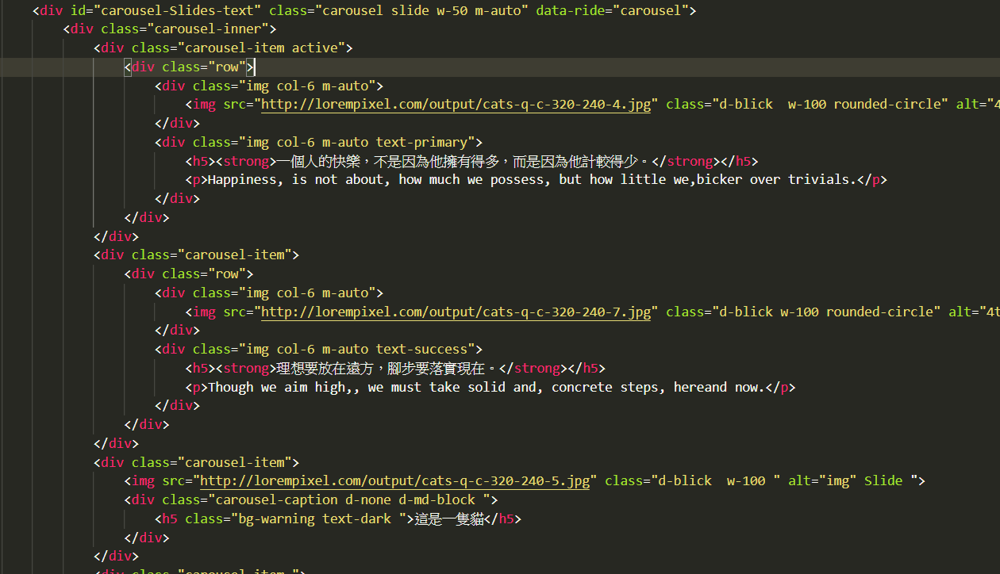 <div id="carousel-Slides-text" class="carousel slide w-50 m-auto" data-ride="carousel">
<div class="carousel-inner">
<div class="carousel-item active">
<div class="row">
<div class="img col-6 m-auto">
<img src="http://lorempixel.com/output/cats-q-c-320-240-4.jpg" class="d-blick  w-100 rounded-circle" alt="4
</div>
<div class="img col-6 m-auto text-primary">
<h5><strong>一個人的快樂，不是因為他擁有得多，而是因為他計較得少。</strong></h5>
<p>Happiness, is not about, how much we possess, but how little we,bicker over trivials.</p>
</div>
</div>
</div>
<div class="carousel-item">
<div class="row">
<div class="img col-6 m-auto">
<img src="http://lorempixel.com/output/cats-q-c-320-240-7.jpg" class="d-blick w-100 rounded-circle" alt="4t
</div>
<div class="img col-6 m-auto text-success">
<h5><strong>理想要放在遠方，腳步要落實現在。</strong></h5>
<p>Though we aim high,, we must take solid and, concrete steps, hereand now.</p>
</div>
</div>
</div>
<div class="carousel-item">
<img src="http://lorempixel.com/output/cats-q-c-320-240-5.jpg" class="d-blick  w-100 " alt="img" Slide ">
<div class="carousel-caption d-none d-md-block ">
<h5 class="bg-warning text-dark ">這是一隻貓</h5>
</div>
</div>
<div class="carousel-item ">